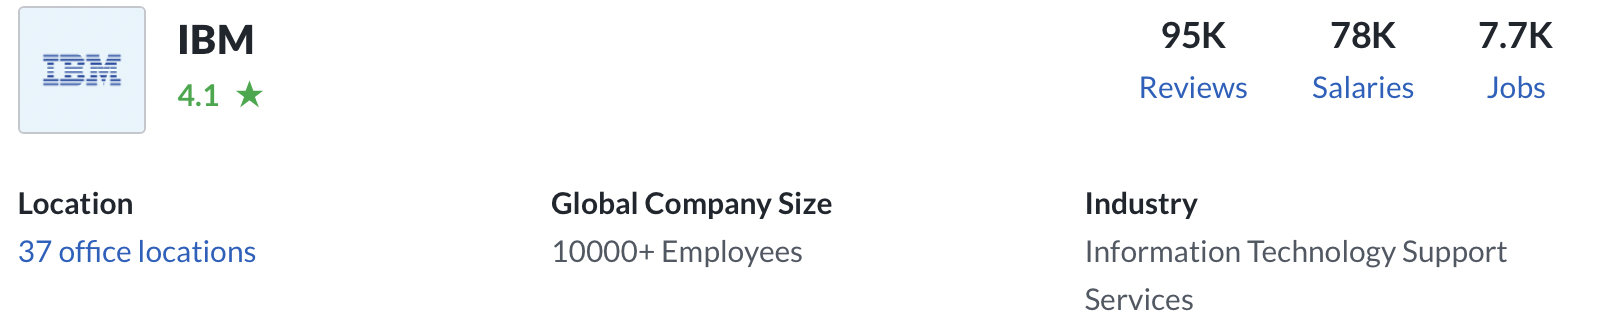 IBM
IBM
4.1 ★
95K
Reviews
78K
Salaries
7.7K
Jobs
Location
37 office locations
Global Company Size
10000+ Employees
Industry
Information Technology Support
Services